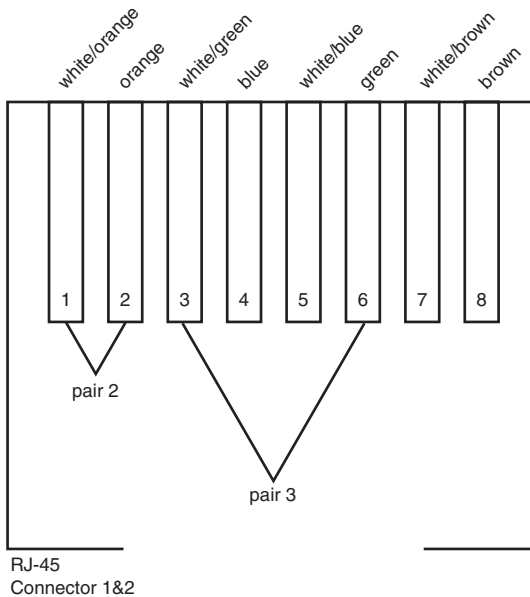 white/orange
orange
white/green
blue
white/blue
green
white/brown
brown
1 2 3 4 5 6 7 8
pair 2
pair 3
RJ-45
Connector 1&2